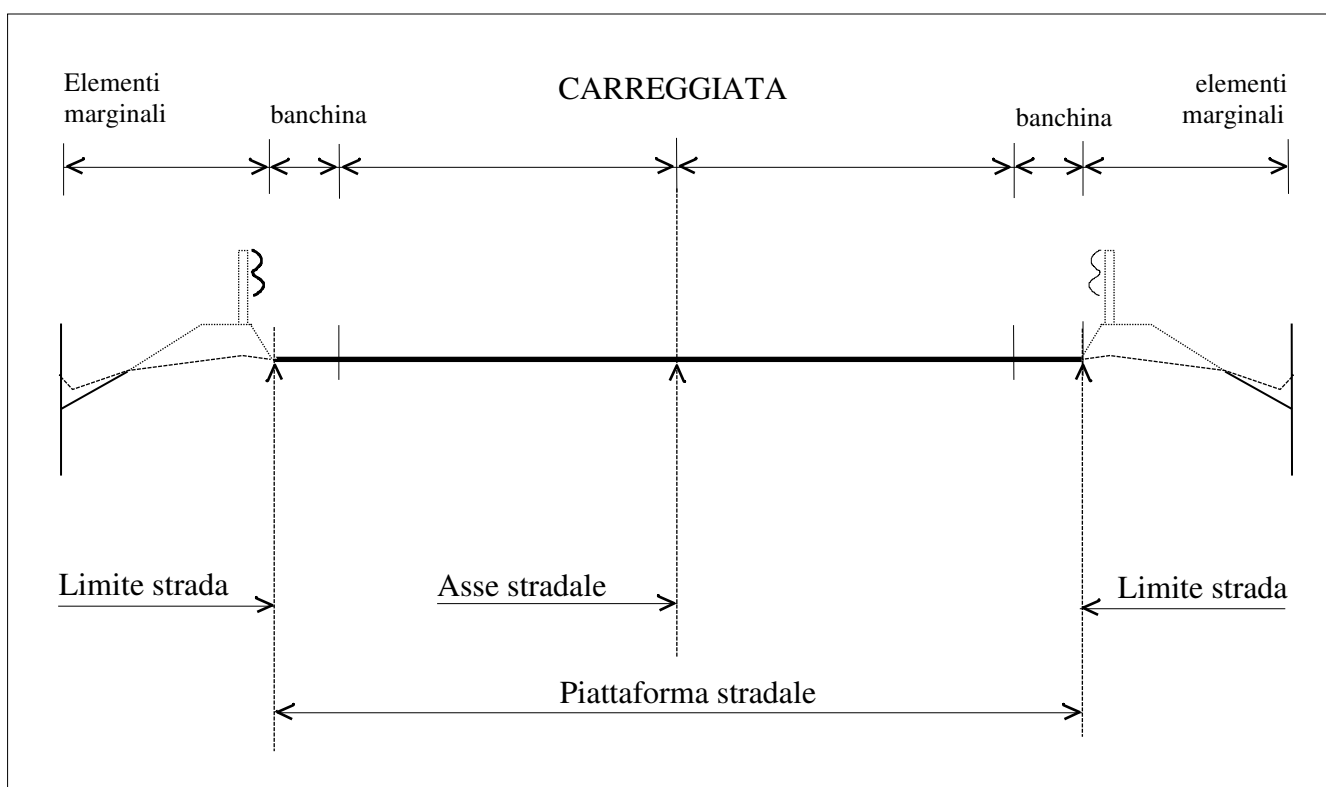 Elementi
marginali
banchina
CARREGGIATA
banchina
elementi
marginali
Limite strada
Asse stradale
Limite strada
Piattaforma stradale